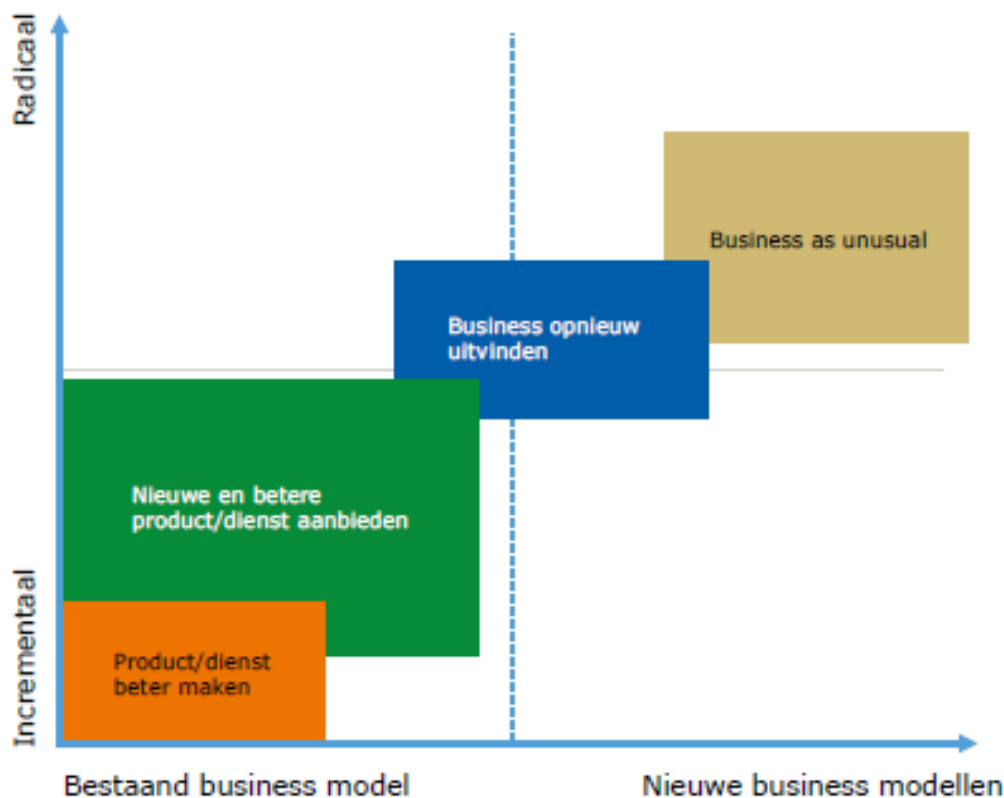 Radicaal
Business as unusual
Business opnieuw
uitvinden
Nieuwe en betere
product/dienst aanbieden
Incrementaal
Product/dienst
beter maken
Bestaand business model
Nieuwe business modellen